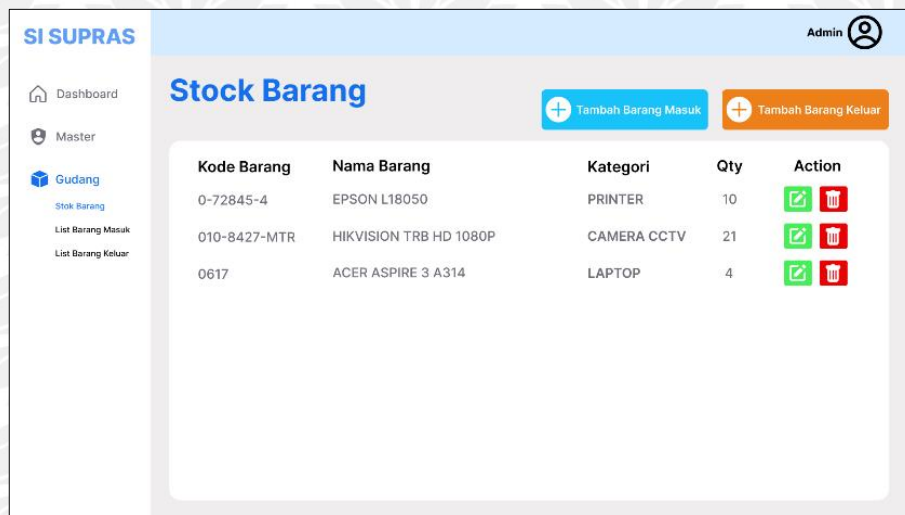 SI SUPRAS
Admin
Dashboard
Master
Gudang
Stok Barang
List Barang Masuk
List Barang Keluar
Stock Barang
Tambah Barang Masuk
Tambah Barang Keluar
Kode Barang Nama Barang Kategori Qty Action
0-72845-4 EPSON L18050 PRINTER 10
010-8427-MTR HIKVISION TRB HD 1080P CAMERA CCTV 21
0617 ACER ASPIRE 3 A314 LAPTOP 4